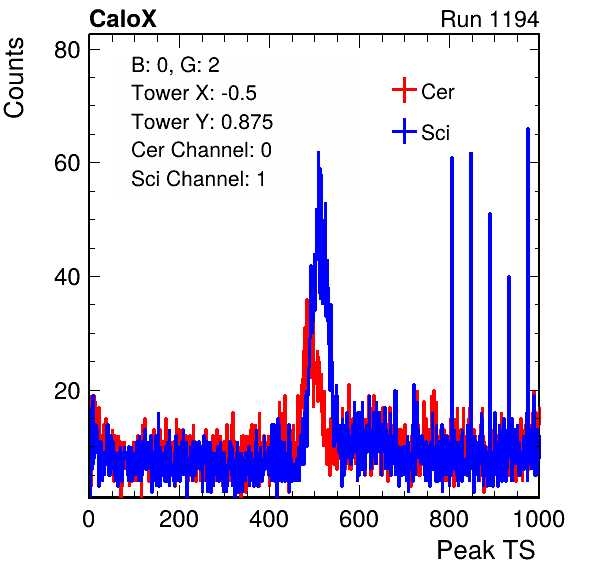 CaloX Run 1194
Counts
80
B: 0, G: 2
Tower X: -0.5
Tower Y: 0.875
Cer Channel: 0
Sci Channel: 1
Cer
Sci
60
40
20
0 200 400 600 800 1000
Peak TS